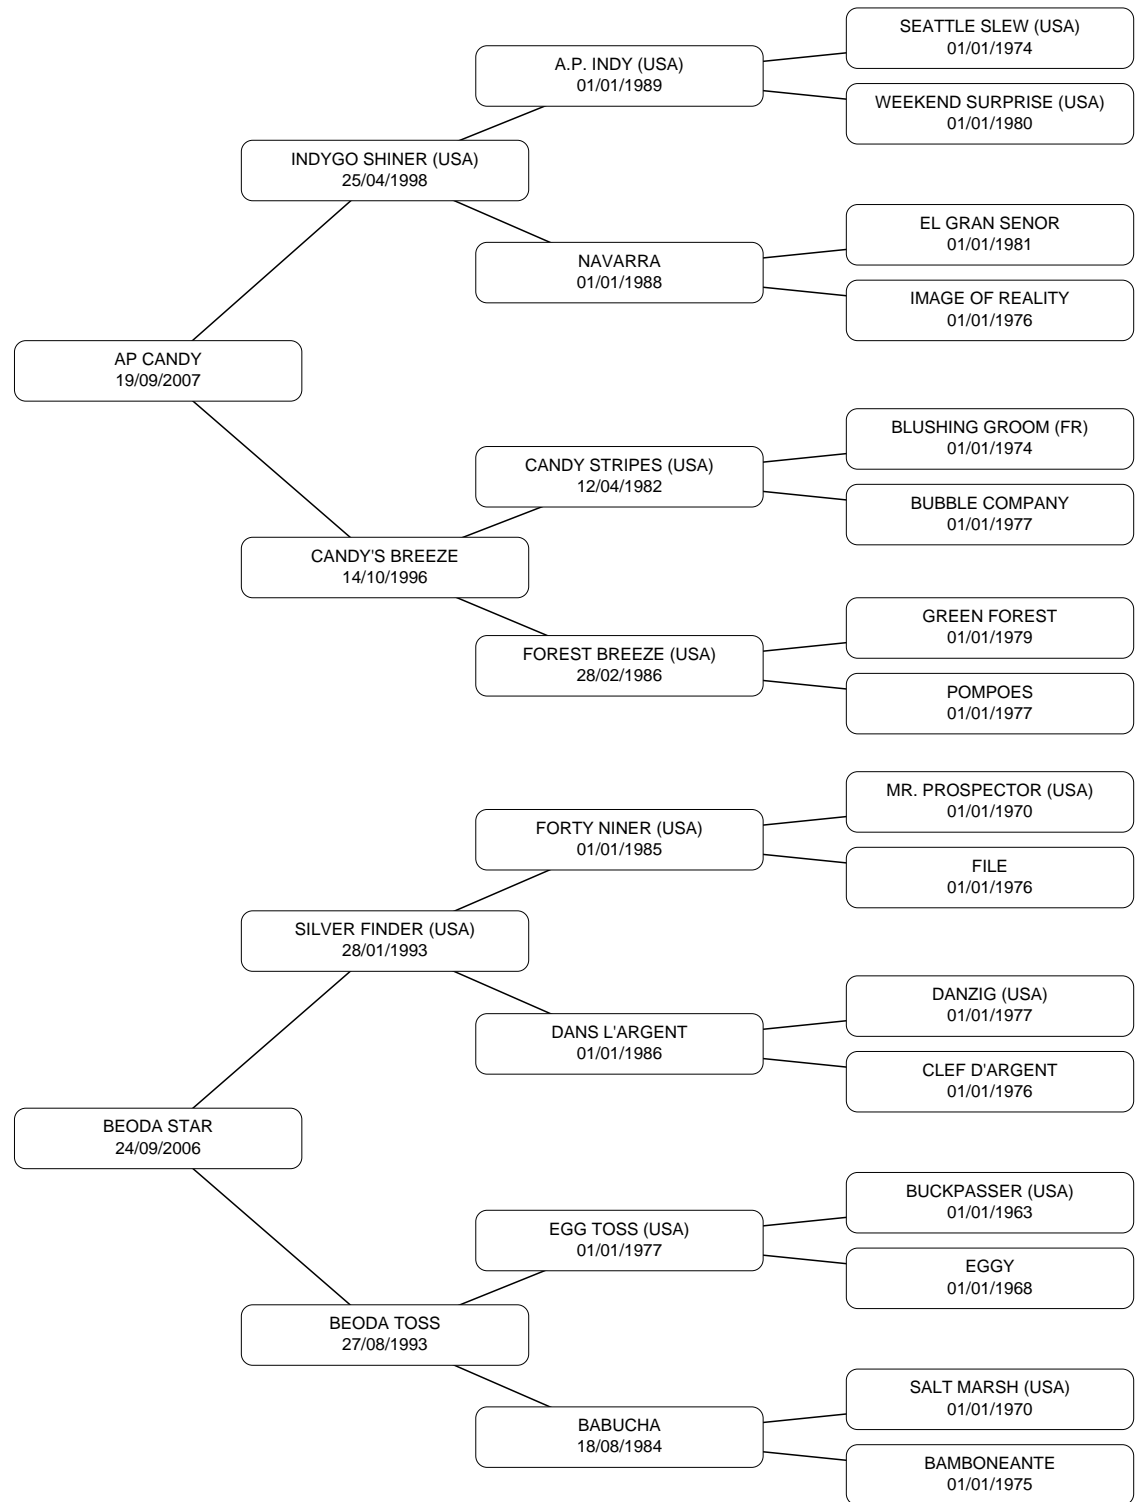 SEATTLE SLEW (USA)
01/01/1974
A.P. INDY (USA)
01/01/1989
WEEKEND SURPRISE (USA)
01/01/1980
INDYGO SHINER (USA)
25/04/1998
EL GRAN SENOR
01/01/1981
NAVARRA
01/01/1988
IMAGE OF REALITY
01/01/1976
AP CANDY
19/09/2007
BLUSHING GROOM (FR)
01/01/1974
CANDY STRIPES (USA)
12/04/1982
BUBBLE COMPANY
01/01/1977
CANDY'S BREEZE
14/10/1996
GREEN FOREST
01/01/1979
FOREST BREEZE (USA)
28/02/1986
POMPOES
01/01/1977
MR. PROSPECTOR (USA)
01/01/1970
FORTY NINER (USA)
01/01/1985
FILE
01/01/1976
SILVER FINDER (USA)
28/01/1993
DANZIG (USA)
01/01/1977
DANS L'ARGENT
01/01/1986
CLEF D'ARGENT
01/01/1976
BEODA STAR
24/09/2006
BUCKPASSER (USA)
01/01/1963
EGG TOSS (USA)
01/01/1977
EGGY
01/01/1968
BEODA TOSS
27/08/1993
SALT MARSH (USA)
01/01/1970
BABUCHA
18/08/1984
BAMBONEANTE
01/01/1975